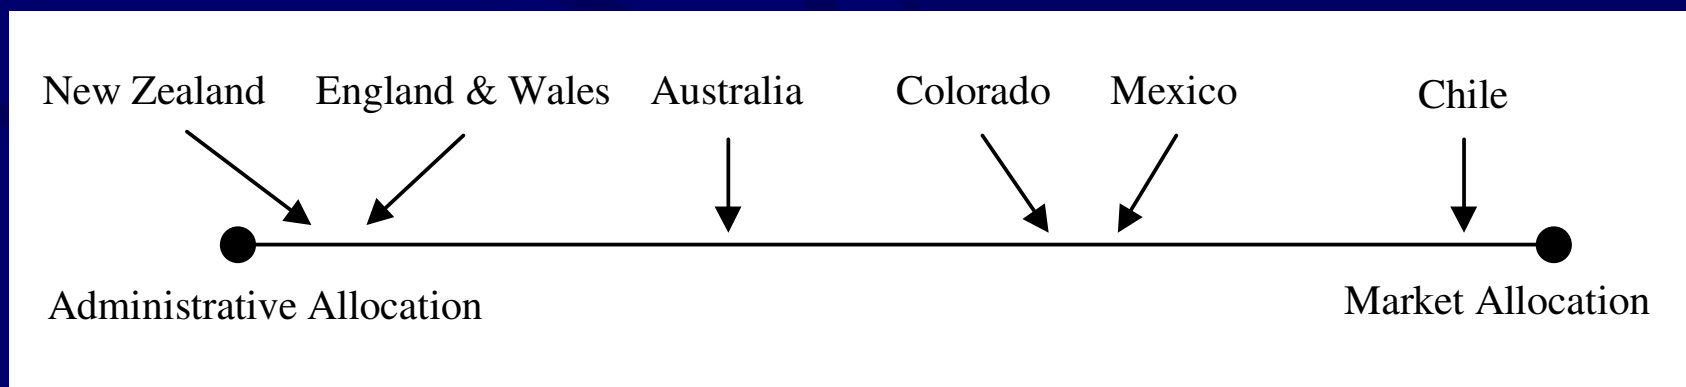 New Zealand England & Wales Australia Colorado Mexico Chile
Administrative Allocation Market Allocation